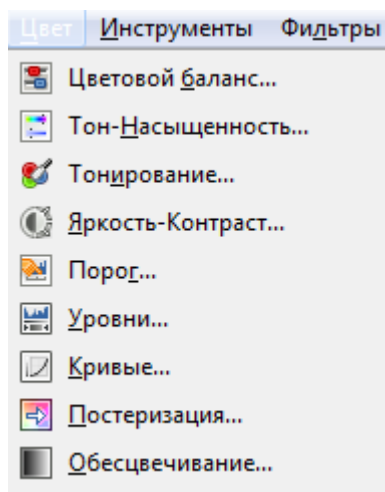 Цвет Инструменты Фильтры
Цветовой баланс...
Тон-Насыщенность...
Тонирование...
Яркость-Контраст...
Порог...
Уровни...
Кривые...
Постеризация...
Обесцвечивание...